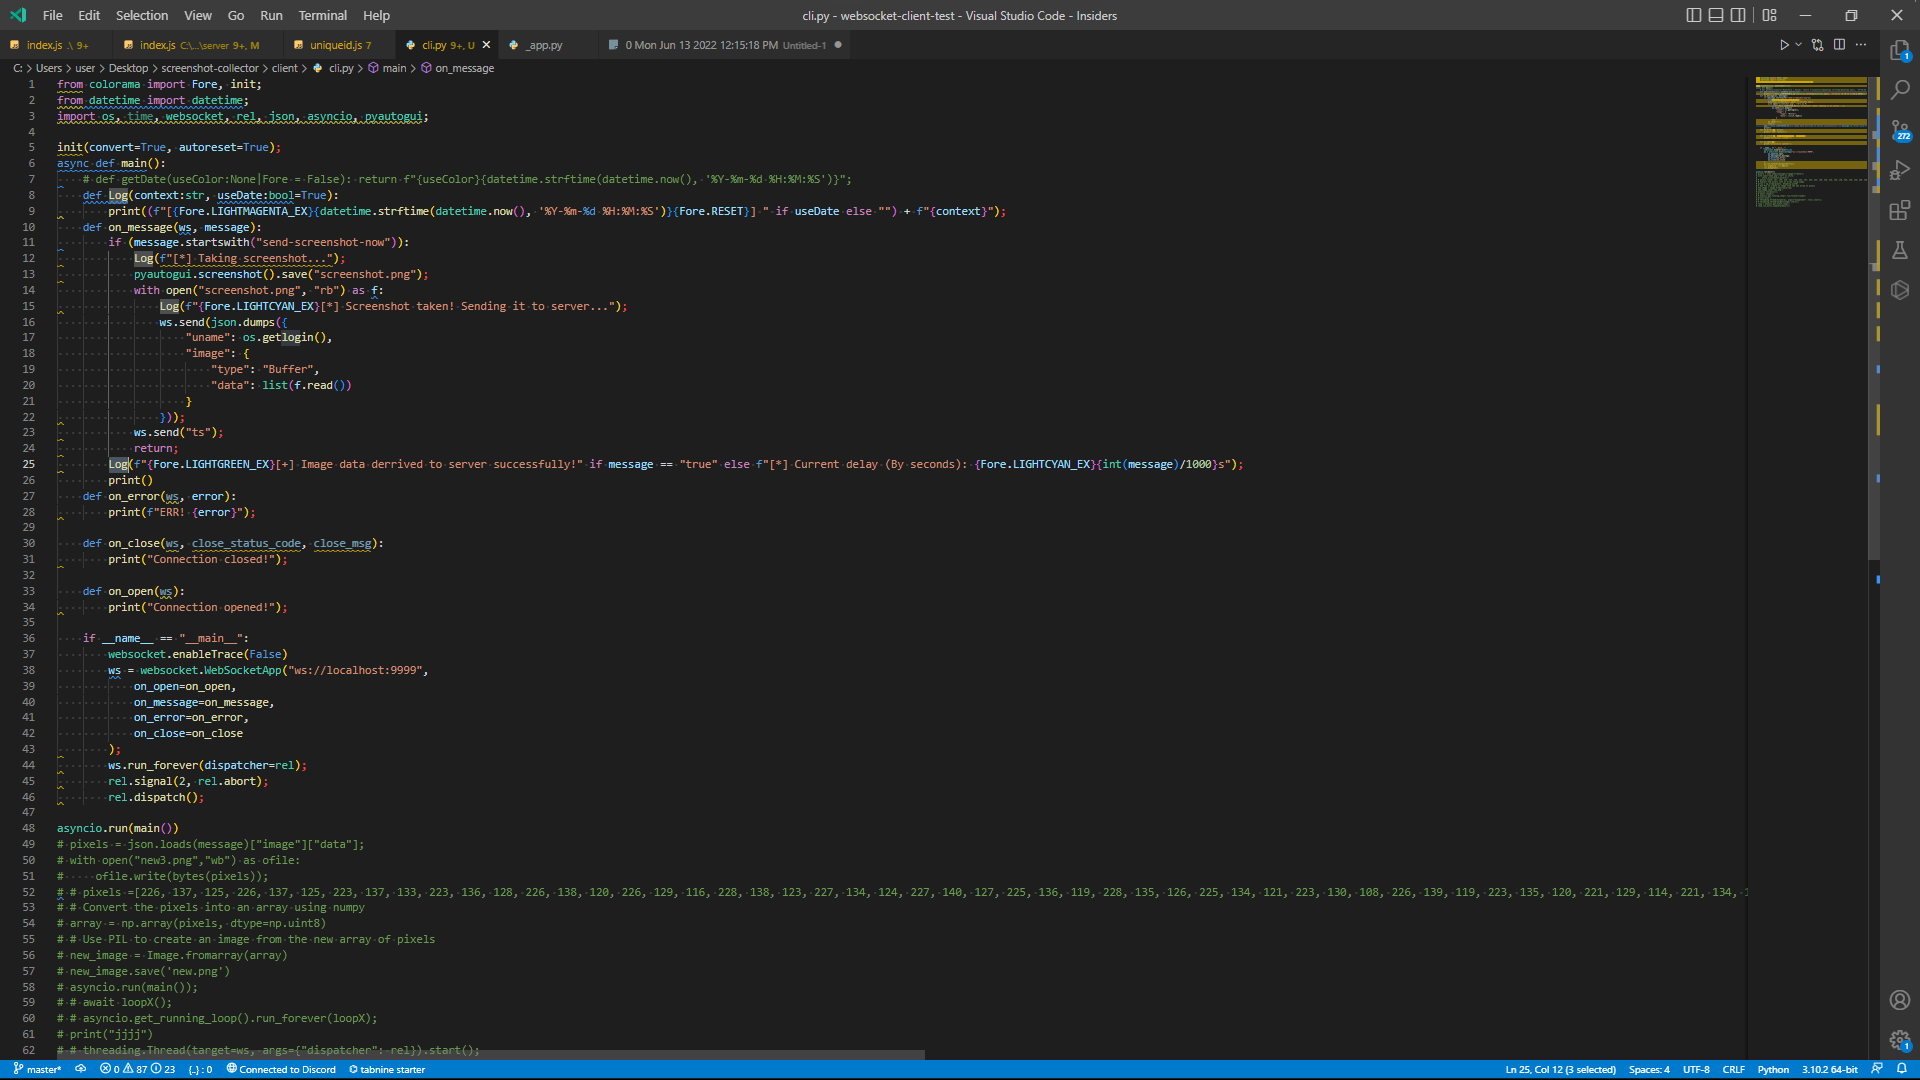 File Edit Selection View Go Run Terminal Help cli.py - websocket-client-test - Visual Studio Code - Insiders
index.js .\ 9+ index.js C:\...\server 9+, M uniqueid.js 7 cli.py 9+, U _app.py 0 Mon Jun 13 2022 12:15:18 PM Untitled-1
C: > Users > user > Desktop > screenshot-collector > client > cli.py > main > on_message
1 from colorama import Fore, init;
2 from datetime import datetime;
3 import os, time, websocket, rel, json, asyncio, pyautogui;
4
5 init(convert=True, autoreset=True);
6 async def main():
7 # def getDate(useColor:None|Fore = False): return f"{useColor}{datetime.strftime(datetime.now(), '%Y-%m-%d %H:%M:%S')}";
8 def Log(context:str, useDate:bool=True):
9 print((f"[{Fore.LIGHTMAGENTA_EX}{datetime.strftime(datetime.now(), '%Y-%m-%d %H:%M:%S')}{Fore.RESET}] " if useDate else "") + f"{context}");
10 def on_message(ws, message):
11 if (message.startswith("send-screenshot-now")):
12 Log(f"[*] Taking screenshot...");
13 pyautogui.screenshot().save("screenshot.png");
14 with open("screenshot.png", "rb") as f:
15 Log(f"{Fore.LIGHTCYAN_EX}[*] Screenshot taken! Sending it to server...");
16 ws.send(json.dumps({
17 "uname": os.getlogin(),
18 "image": {
19 "type": "Buffer",
20 "data": list(f.read())
21 }
22 }));
23 ws.send("ts");
24 return;
25 Log(f"{Fore.LIGHTGREEN_EX}[+] Image data derrived to server successfully!" if message == "true" else f"[*] Current delay (By seconds): {Fore.LIGHTCYAN_EX}{int(message)/1000}s");
26 print()
27 def on_error(ws, error):
28 print(f"ERR! {error}");
29
30 def on_close(ws, close_status_code, close_msg):
31 print("Connection closed!");
32
33 def on_open(ws):
34 print("Connection opened!");
35
36 if __name__ == "__main__":
37 websocket.enableTrace(False)
38 ws = websocket.WebSocketApp("ws://localhost:9999",
39 on_open=on_open,
40 on_message=on_message,
41 on_error=on_error,
42 on_close=on_close
43 );
44 ws.run_forever(dispatcher=rel);
45 rel.signal(2, rel.abort);
46 rel.dispatch();
47
48 asyncio.run(main())
49 # pixels = json.loads(message)["image"]["data"];
50 # with open("new3.png","wb") as ofile:
51 # ofile.write(bytes(pixels));
52 # # pixels =[226, 137, 125, 226, 137, 125, 223, 137, 133, 223, 136, 128, 226, 138, 120, 226, 129, 116, 228, 138, 123, 227, 134, 124, 227, 140, 127, 225, 136, 119, 228, 135, 126, 225, 134, 121, 223, 130, 108, 226, 139, 119, 223, 135, 120, 221, 129, 114, 221, 134,
53 # # Convert the pixels into an array using numpy
54 # array = np.array(pixels, dtype=np.uint8)
55 # # Use PIL to create an image from the new array of pixels
56 # new_image = Image.fromarray(array)
57 # new_image.save('new.png')
58 # asyncio.run(main());
59 # # await loopX();
60 # # asyncio.get_running_loop().run_forever(loopX);
61 # print("jjjj")
62 # # threading.Thread(target=ws, args={"dispatcher": rel}).start();
1
272
1
master* 0 87 23 {..} : 0 Connected to Discord tabnine starter Ln 25, Col 12 (3 selected) Spaces: 4 UTF-8 CRLF Python 3.10.2 64-bit